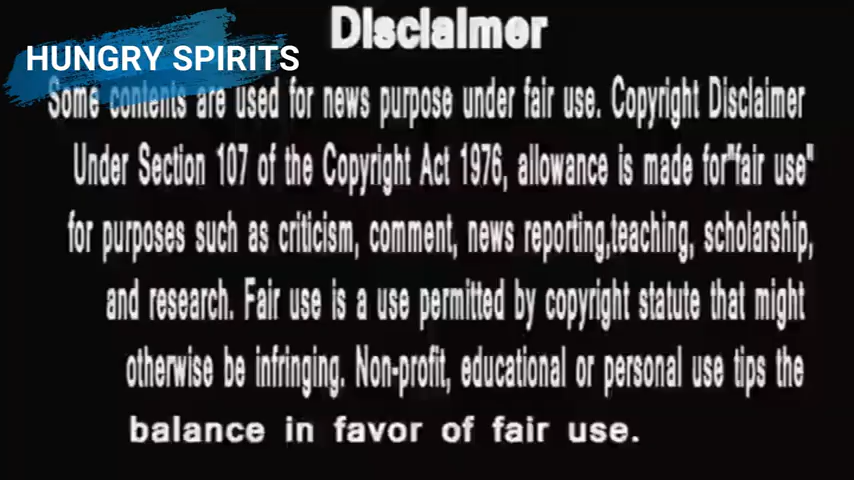 Disclaimer
HUNGRY SPIRITS
Some contents are used for news purpose under fair use. Copyright Disclaimer
Under Section 107 of the Copyright Act 1976, allowance is made for"fair use"
for purposes such as criticism, comment, news reporting,teaching, scholarship,
and research. Fair use is a use permitted by copyright statute that might
otherwise be infringing. Non-profit, educational or personal use tips the
balance in favor of fair use.